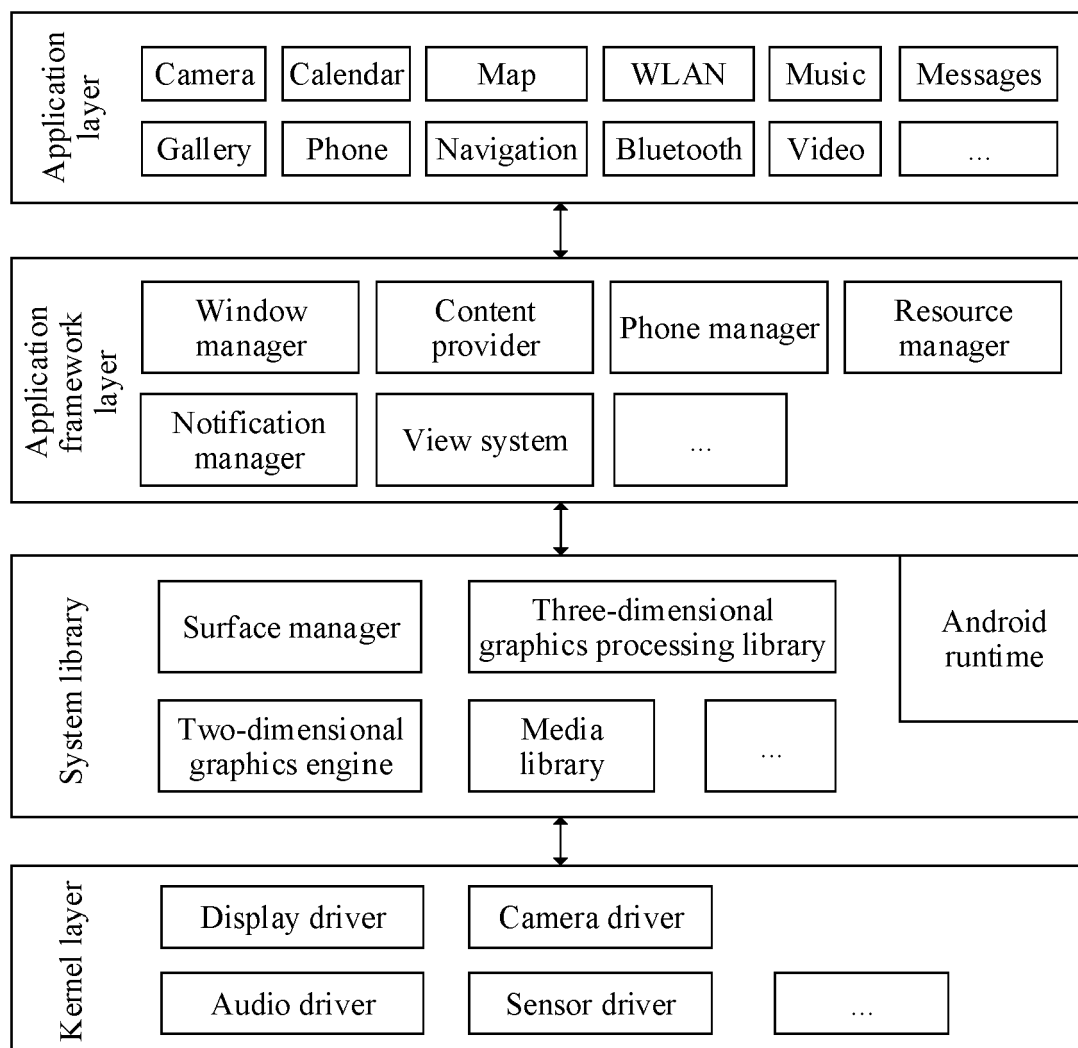 Application
layer
Camera
Calendar
Map
WLAN
Music
Messages
Gallery
Phone
Navigation
Bluetooth
Video
...
Application
framework
layer
Window
manager
Content
provider
Phone manager
Resource
manager
Notification
manager
View system
...
System library
Surface manager
Three-dimensional
graphics processing library
Android
runtime
Two-dimensional
graphics engine
Media
library
...
Kernel layer
Display driver
Camera driver
Audio driver
Sensor driver
...